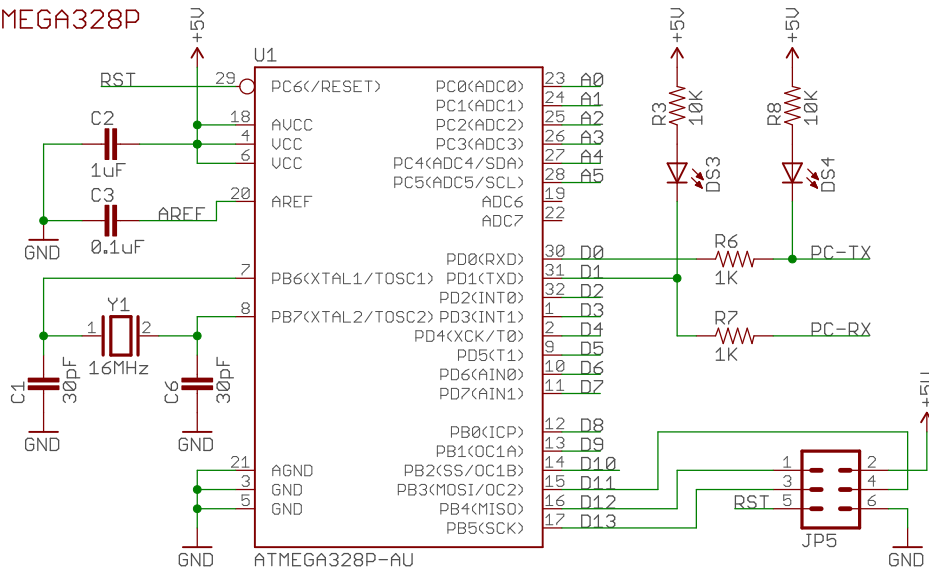 MEGA328P
+5V
+5V
+5V
U1
RST
29
PC6(/RESET)
PC0(ADC0)
23
A0
PC1(ADC1)
24
A1
18
AVCC
PC2(ADC2)
25
A2
4
VCC
PC3(ADC3)
26
A3
6
VCC
PC4(ADC4/SDA)
27
A4
PC5(ADC5/SCL)
28
A5
20
AREF
ADC6
19
ADC7
22
C2
1uF
C3
AREF
0.1uF
GND
R3
10K
R8
10K
DS3
DS4
7
PB6(XTAL1/TOSC1)
PD0(RXD)
30
D0
PD1(TXD)
31
D1
PD2(INT0)
32
D2
8
PB7(XTAL2/TOSC2)
PD3(INT1)
1
D3
PD4(XCK/T0)
2
D4
PD5(T1)
9
D5
PD6(AIN0)
10
D6
PD7(AIN1)
11
D7
R6
1K
PC-TX
R7
1K
PC-RX
Y1
1
2
16MHz
C1
30pF
C6
30pF
GND
GND
PB0(ICP)
12
D8
PB1(OC1A)
13
D9
21
AGND
PB2(SS/OC1B)
14
D10
3
GND
PB3(MOSI/OC2)
15
D11
5
GND
PB4(MISO)
16
D12
PB5(SCK)
17
D13
GND
ATMEGA328P-AU
+5V
1
2
3
4
RST
5
6
JP5
GND